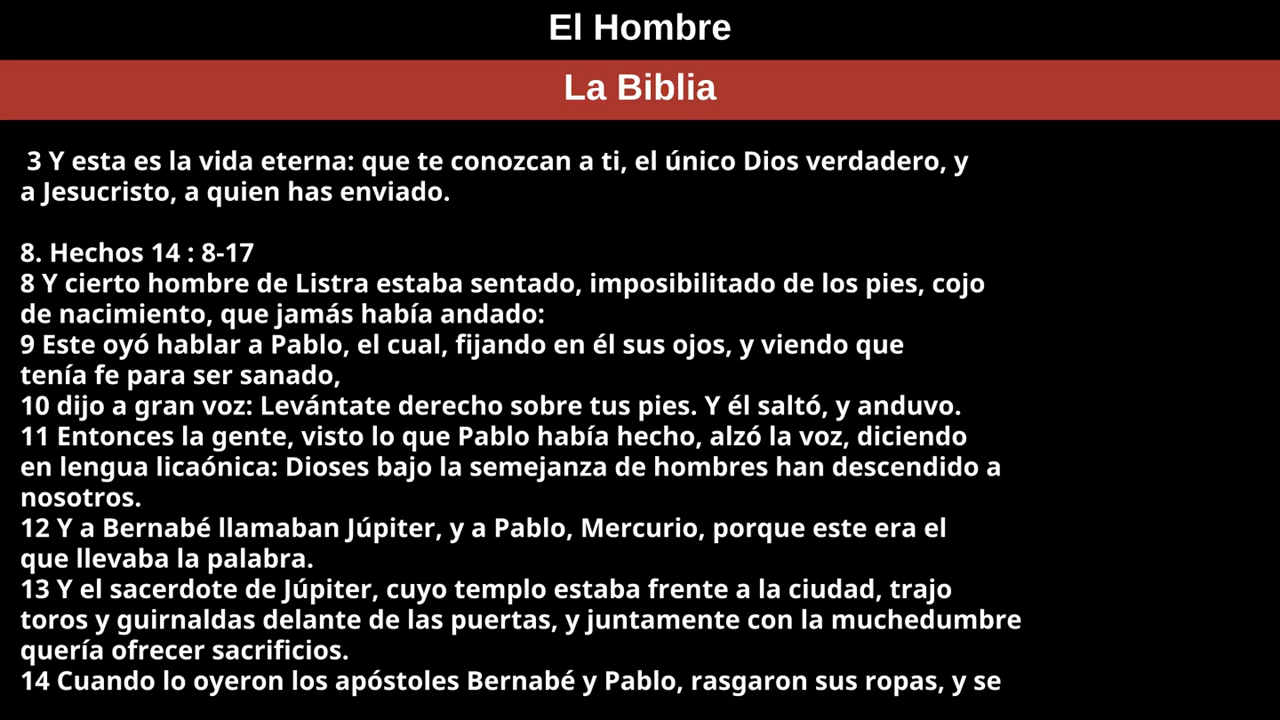 El Hombre
La Biblia
3 Y esta es la vida eterna: que te conozcan a ti, el único Dios verdadero, y
a Jesucristo, a quien has enviado.
8. Hechos 14 : 8-17
8 Y cierto hombre de Listra estaba sentado, imposibilitado de los pies, cojo
de nacimiento, que jamás había andado:
9 Este oyó hablar a Pablo, el cual, fijando en él sus ojos, y viendo que
tenía fe para ser sanado,
10 dijo a gran voz: Levántate derecho sobre tus pies. Y él saltó, y anduvo.
11 Entonces la gente, visto lo que Pablo había hecho, alzó la voz, diciendo
en lengua licaónica: Dioses bajo la semejanza de hombres han descendido a
nosotros.
12 Y a Bernabé llamaban Júpiter, y a Pablo, Mercurio, porque este era el
que llevaba la palabra.
13 Y el sacerdote de Júpiter, cuyo templo estaba frente a la ciudad, trajo
toros y guirnaldas delante de las puertas, y juntamente con la muchedumbre
quería ofrecer sacrificios.
14 Cuando lo oyeron los apóstoles Bernabé y Pablo, rasgaron sus ropas, y se